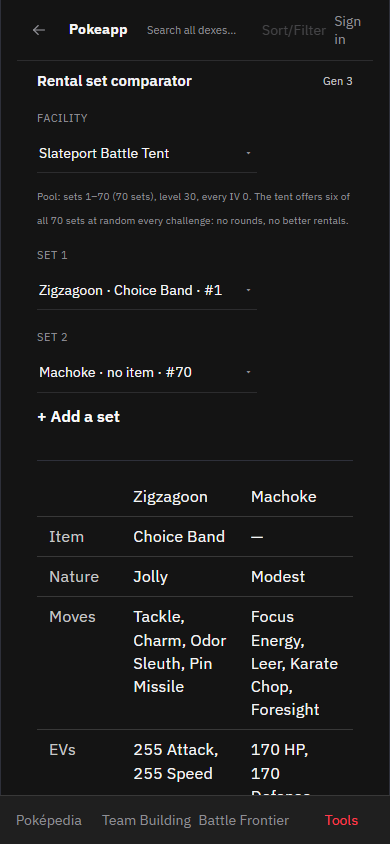 Pokeapp
Search all dexes...
Sort/Filter
Sign in
Rental set comparator
Gen 3
FACILITY
Slateport Battle Tent
Pool: sets 1–70 (70 sets), level 30, every IV 0. The tent offers six of
all 70 sets at random every challenge: no rounds, no better rentals.
SET 1
Zigzagoon · Choice Band · #1
SET 2
Machoke · no item · #70
+ Add a set
Zigzagoon Machoke
Item Choice Band —
Nature Jolly Modest
Moves Tackle, Charm, Odor Sleuth, Pin Missile Focus Energy, Leer, Karate Chop, Foresight
EVs 255 Attack, 255 Speed 170 HP, 170 Defense,
Poképedia Team Building Battle Frontier Tools